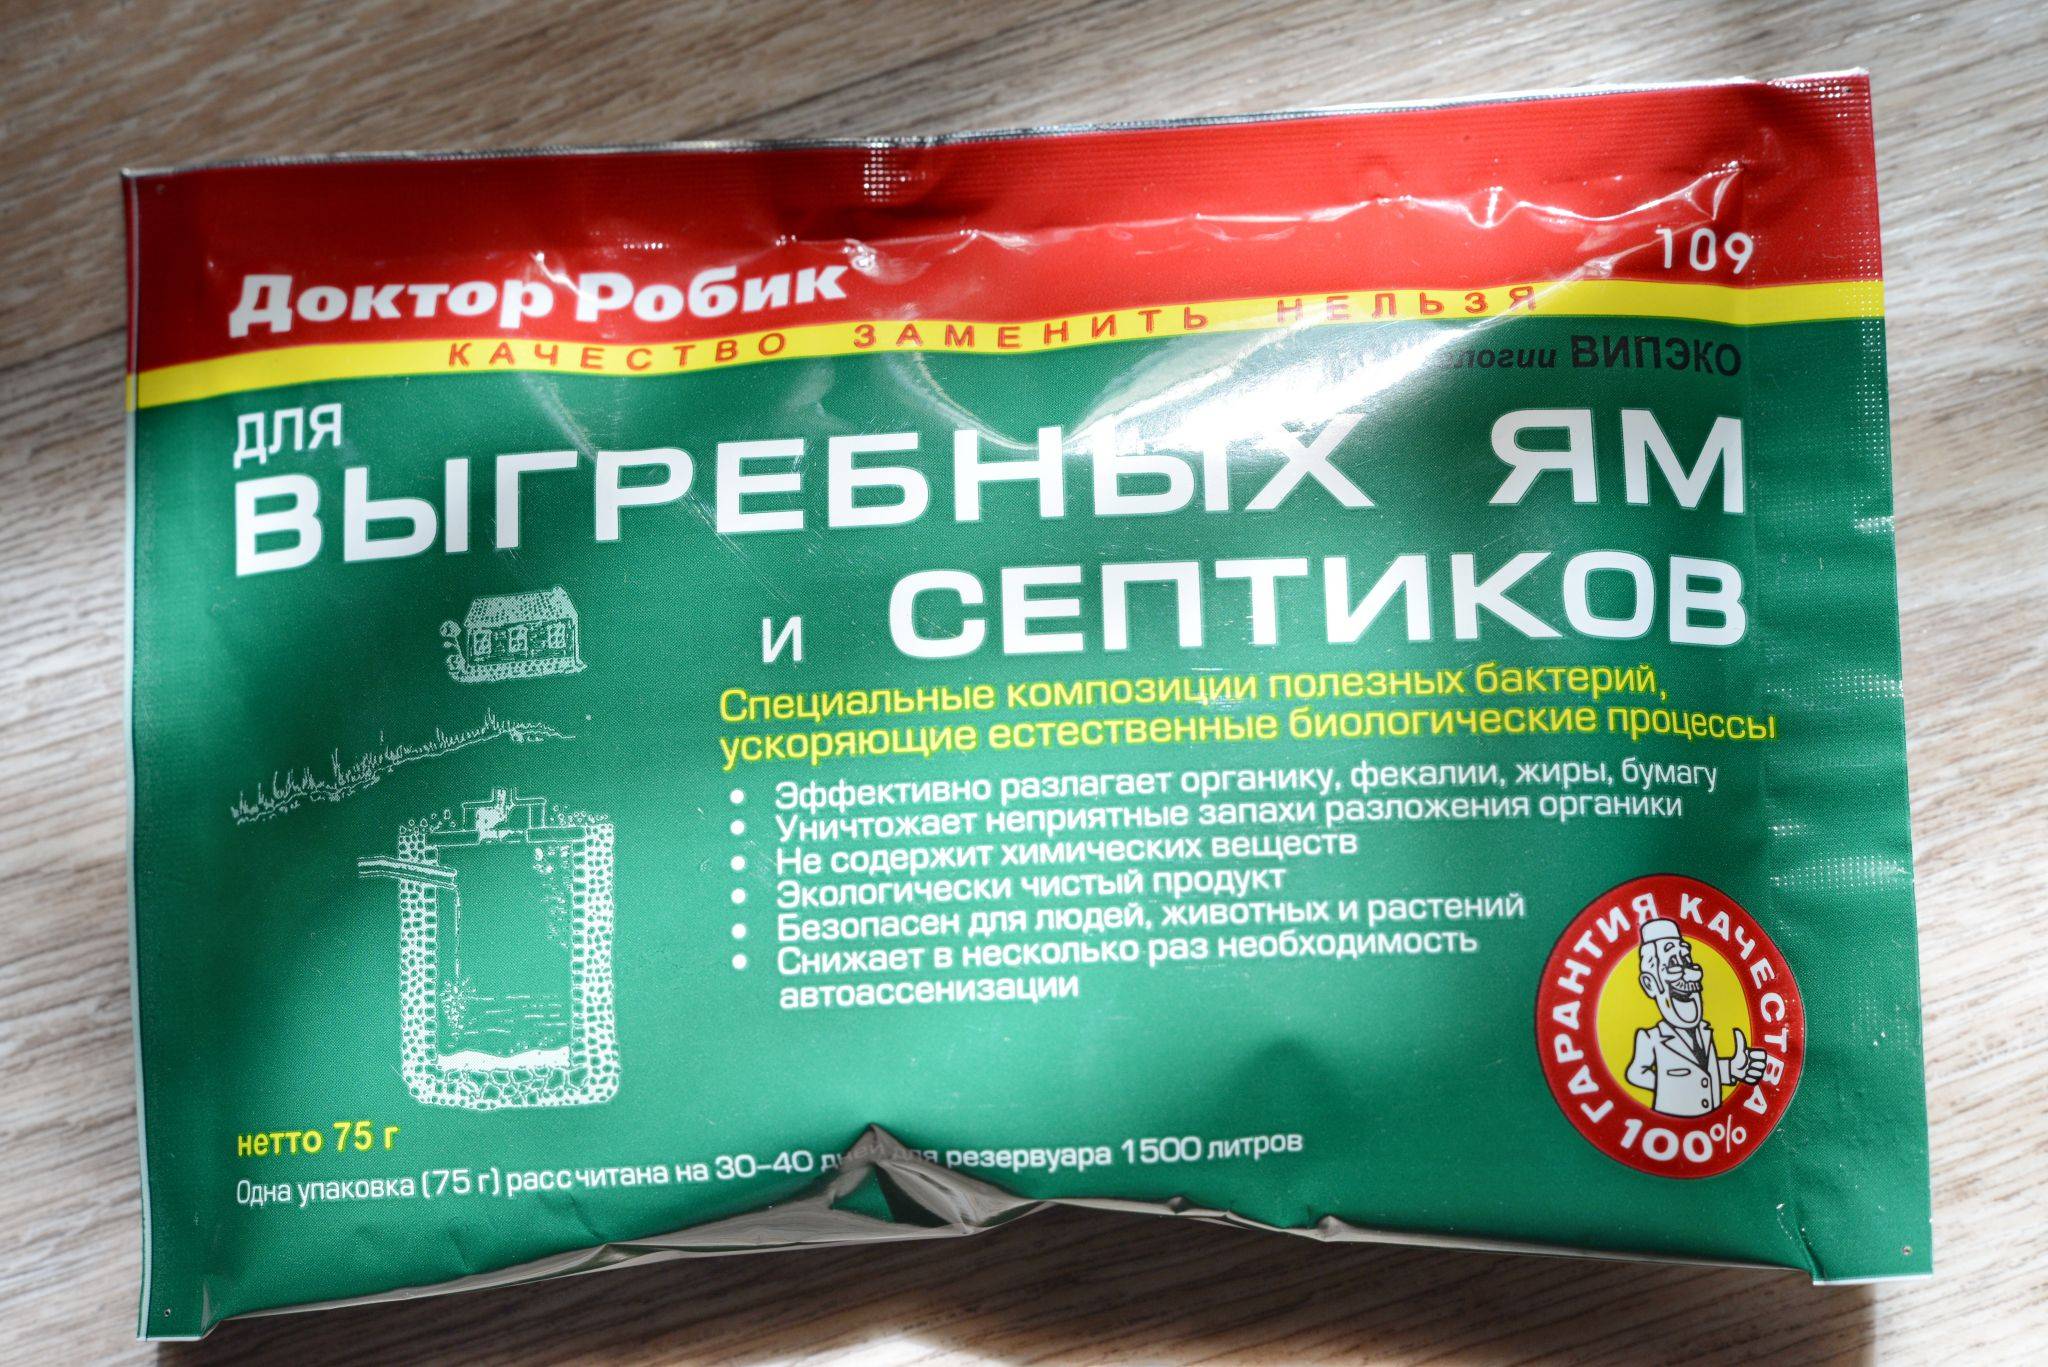 Доктор Робик®
109
КАЧЕСТВО ЗАМЕНИТЬ НЕЛЬЗЯ
ВИПЭКО
для
ВЫГРЕБНЫХ ЯМ
и СЕПТИКОВ
Специальные композиции полезных бактерий,
ускоряющие естественные биологические процессы
• Эффективно разлагает органику, фекалии, жиры, бумагу
• Уничтожает неприятные запахи разложения органики
• Не содержит химических веществ
• Экологически чистый продукт
• Безопасен для людей, животных и растений
• Снижает в несколько раз необходимость
автоассенизации
ГАРАНТИЯ КАЧЕСТВА
100%
нетто 75 г
Одна упаковка (75 г) рассчитана на 30-40 дней для резервуара 1500 литров